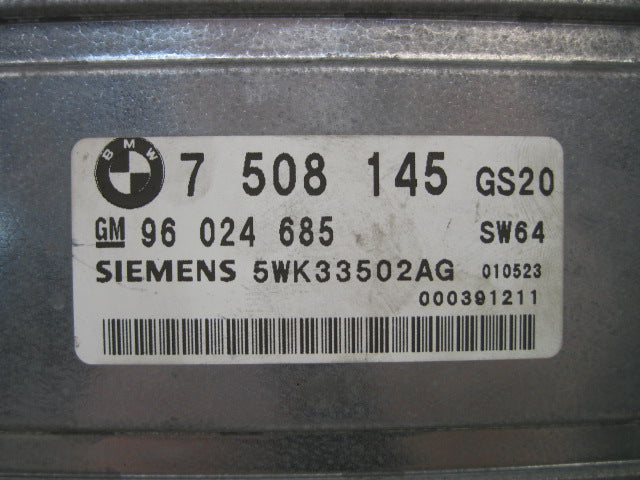 BMW 7 508 145 GS20
GM 96 024 685 SW64
SIEMENS 5WK33502AG 010523
000391211